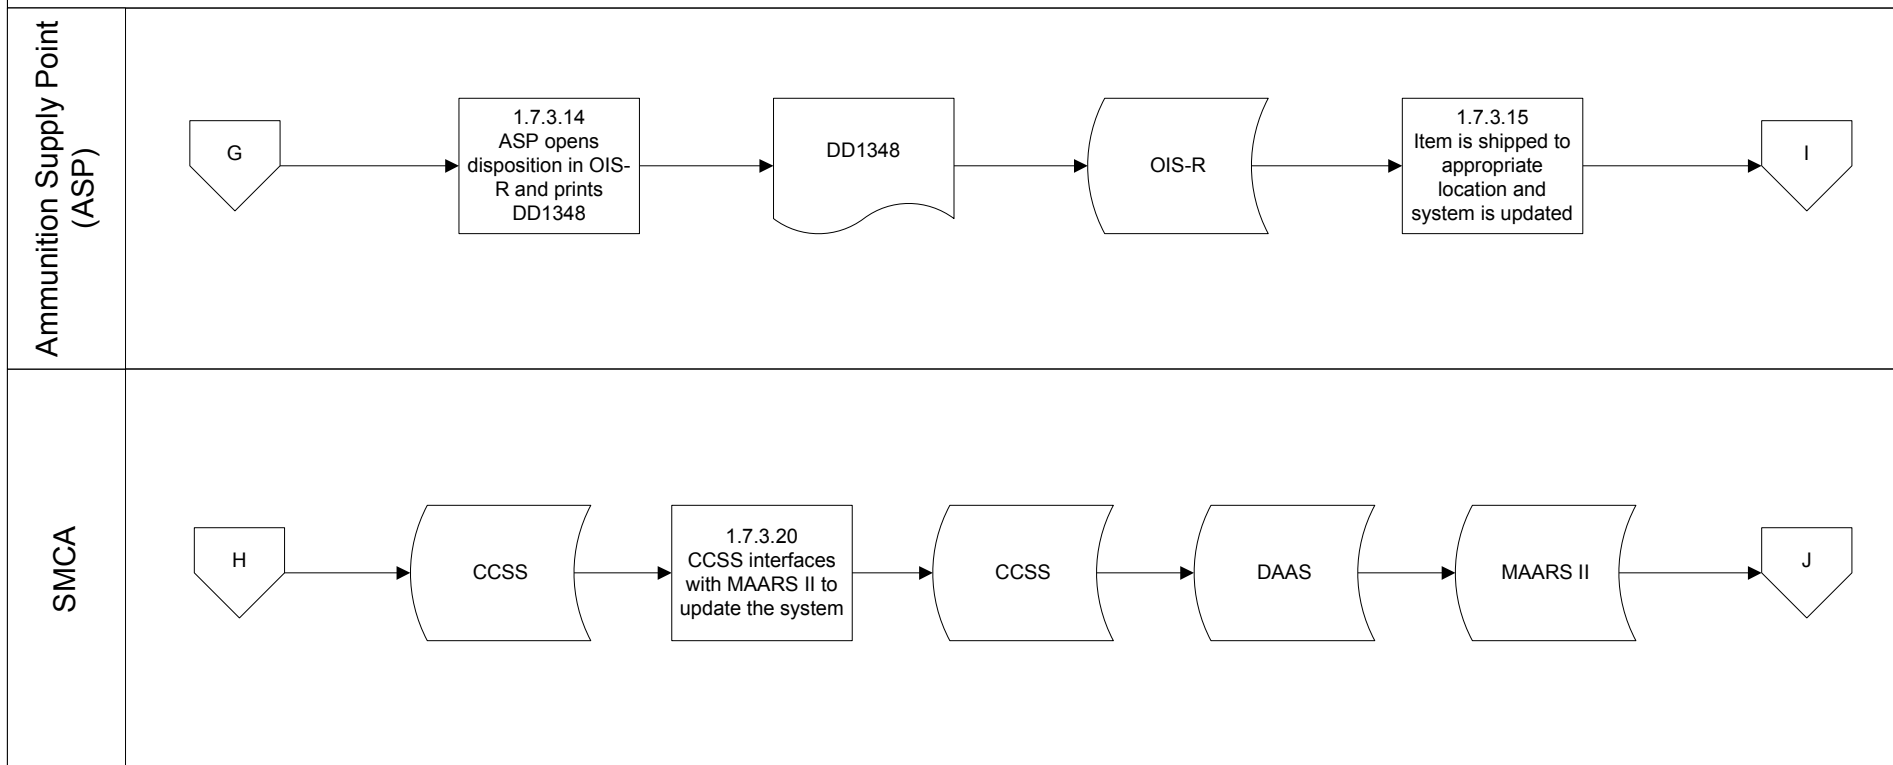 Ammunition Supply Point
(ASP)
G
1.7.3.14
ASP opens
disposition in OIS-
R and prints
DD1348
DD1348
OIS-R
1.7.3.15
Item is shipped to
appropriate
location and
system is updated
I
SMCA
H
CCSS
1.7.3.20
CCSS interfaces
with MAARS II to
update the system
CCSS
DAAS
MAARS II
J